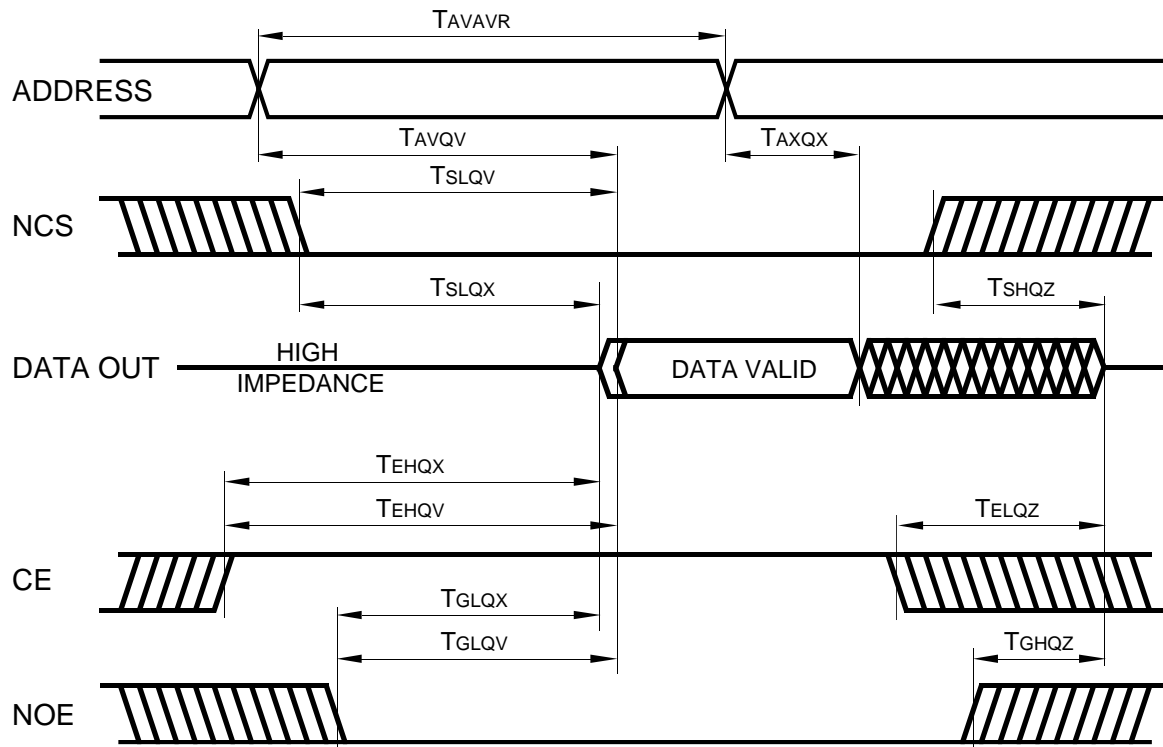 TAVAVR
ADDRESS
TAVQV
TAXQX
TSLQV
NCS
TSLQX
TSHQZ
DATA OUT
HIGH
IMPEDANCE
DATA VALID
TEHQX
TEHQV
TELQZ
CE
TGLQX
TGLQV
TGHQZ
NOE